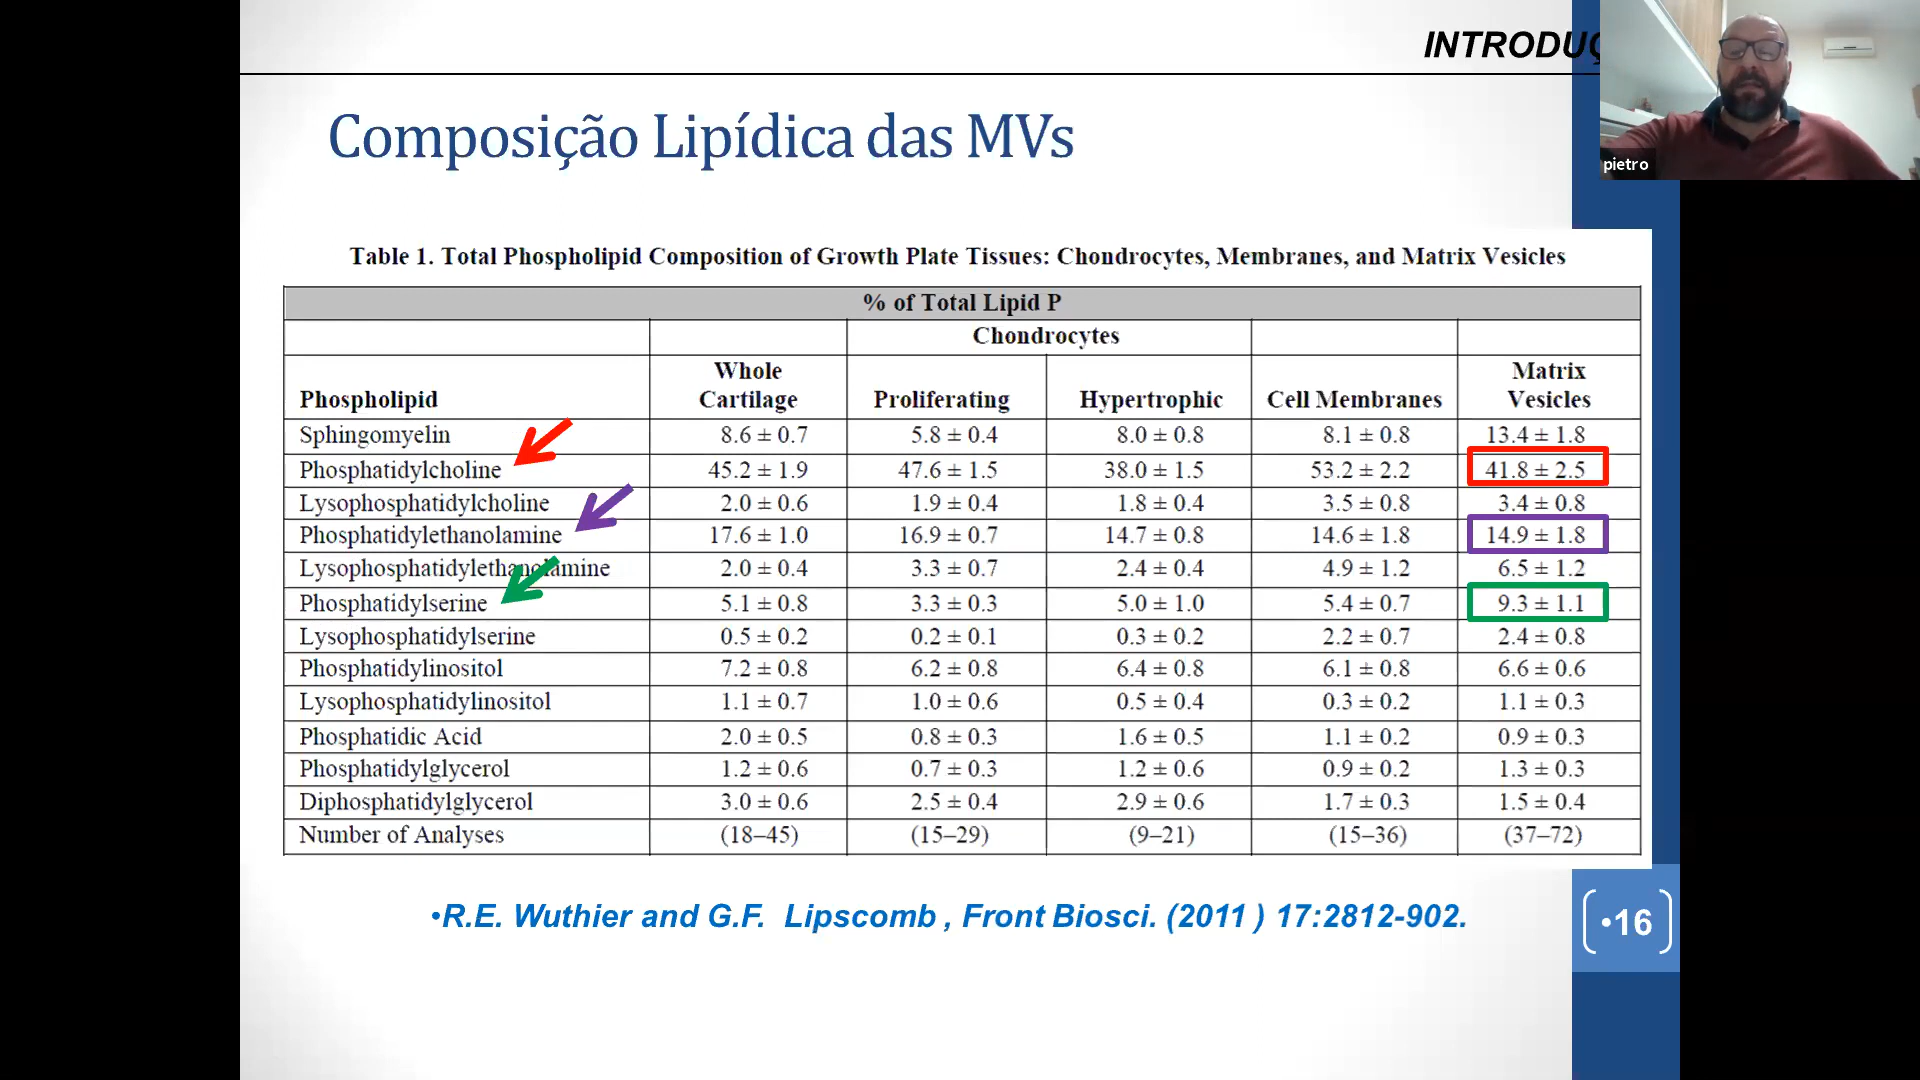 INTRODUÇ
pietro
Composição Lipídica das MVs
Table 1. Total Phospholipid Composition of Growth Plate Tissues: Chondrocytes, Membranes, and Matrix Vesicles
% of Total Lipid P
Chondrocytes
Phospholipid Whole Cartilage Proliferating Hypertrophic Cell Membranes Matrix Vesicles
Sphingomyelin 8.6 ± 0.7 5.8 ± 0.4 8.0 ± 0.8 8.1 ± 0.8 13.4 ± 1.8
Phosphatidylcholine 45.2 ± 1.9 47.6 ± 1.5 38.0 ± 1.5 53.2 ± 2.2 41.8 ± 2.5
Lysophosphatidylcholine 2.0 ± 0.6 1.9 ± 0.4 1.8 ± 0.4 3.5 ± 0.8 3.4 ± 0.8
Phosphatidylethanolamine 17.6 ± 1.0 16.9 ± 0.7 14.7 ± 0.8 14.6 ± 1.8 14.9 ± 1.8
Lysophosphatidylethanolamine 2.0 ± 0.4 3.3 ± 0.7 2.4 ± 0.4 4.9 ± 1.2 6.5 ± 1.2
Phosphatidylserine 5.1 ± 0.8 3.3 ± 0.3 5.0 ± 1.0 5.4 ± 0.7 9.3 ± 1.1
Lysophosphatidylserine 0.5 ± 0.2 0.2 ± 0.1 0.3 ± 0.2 2.2 ± 0.7 2.4 ± 0.8
Phosphatidylinositol 7.2 ± 0.8 6.2 ± 0.8 6.4 ± 0.8 6.1 ± 0.8 6.6 ± 0.6
Lysophosphatidylinositol 1.1 ± 0.7 1.0 ± 0.6 0.5 ± 0.4 0.3 ± 0.2 1.1 ± 0.3
Phosphatidic Acid 2.0 ± 0.5 0.8 ± 0.3 1.6 ± 0.5 1.1 ± 0.2 0.9 ± 0.3
Phosphatidylglycerol 1.2 ± 0.6 0.7 ± 0.3 1.2 ± 0.6 0.9 ± 0.2 1.3 ± 0.3
Diphosphatidylglycerol 3.0 ± 0.6 2.5 ± 0.4 2.9 ± 0.6 1.7 ± 0.3 1.5 ± 0.4
Number of Analyses (18–45) (15–29) (9–21) (15–36) (37–72)
•R.E. Wuthier and G.F. Lipscomb , Front Biosci. (2011 ) 17:2812-902.
•16